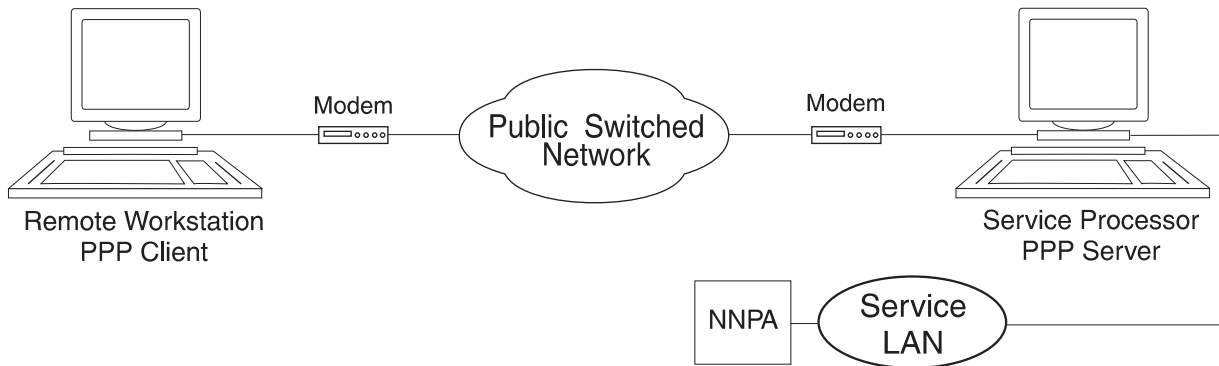 Modem
Modem
Public Switched
Network
Remote Workstation
PPP Client
Service Processor
PPP Server
NNPA
Service
LAN